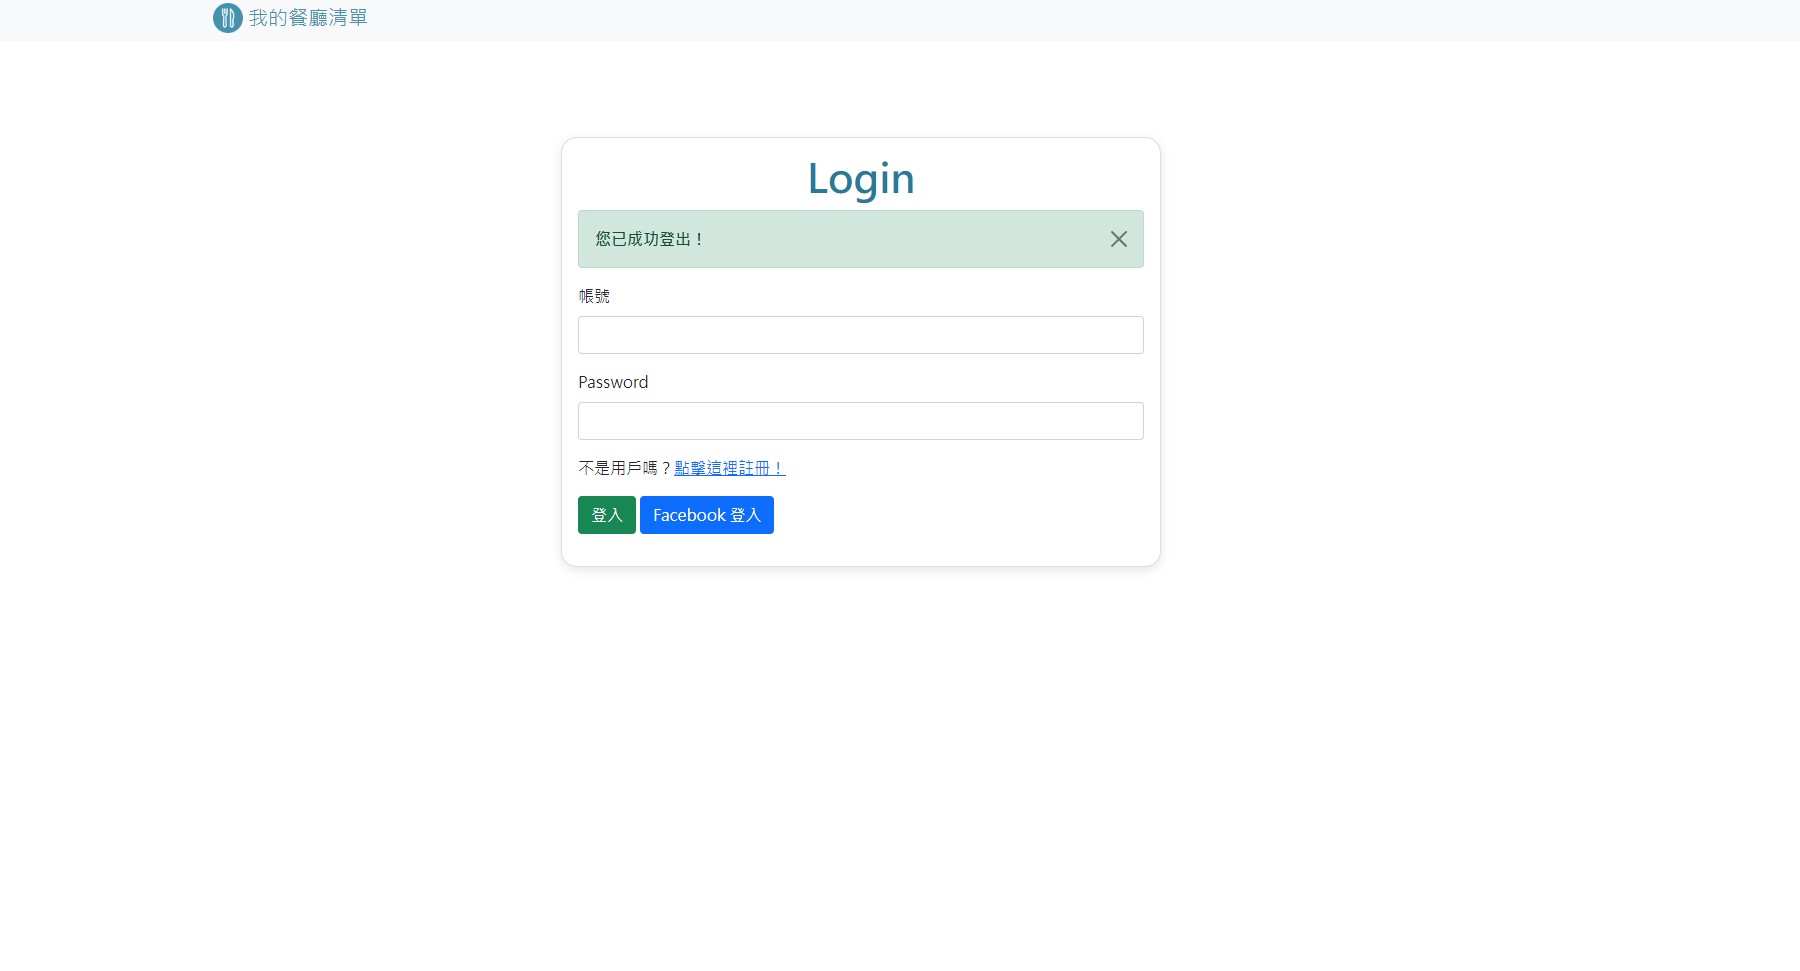 我的餐廳清單
Login
您已成功登出！
帳號
Password
不是用戶嗎？點擊這裡註冊！
登入 Facebook 登入